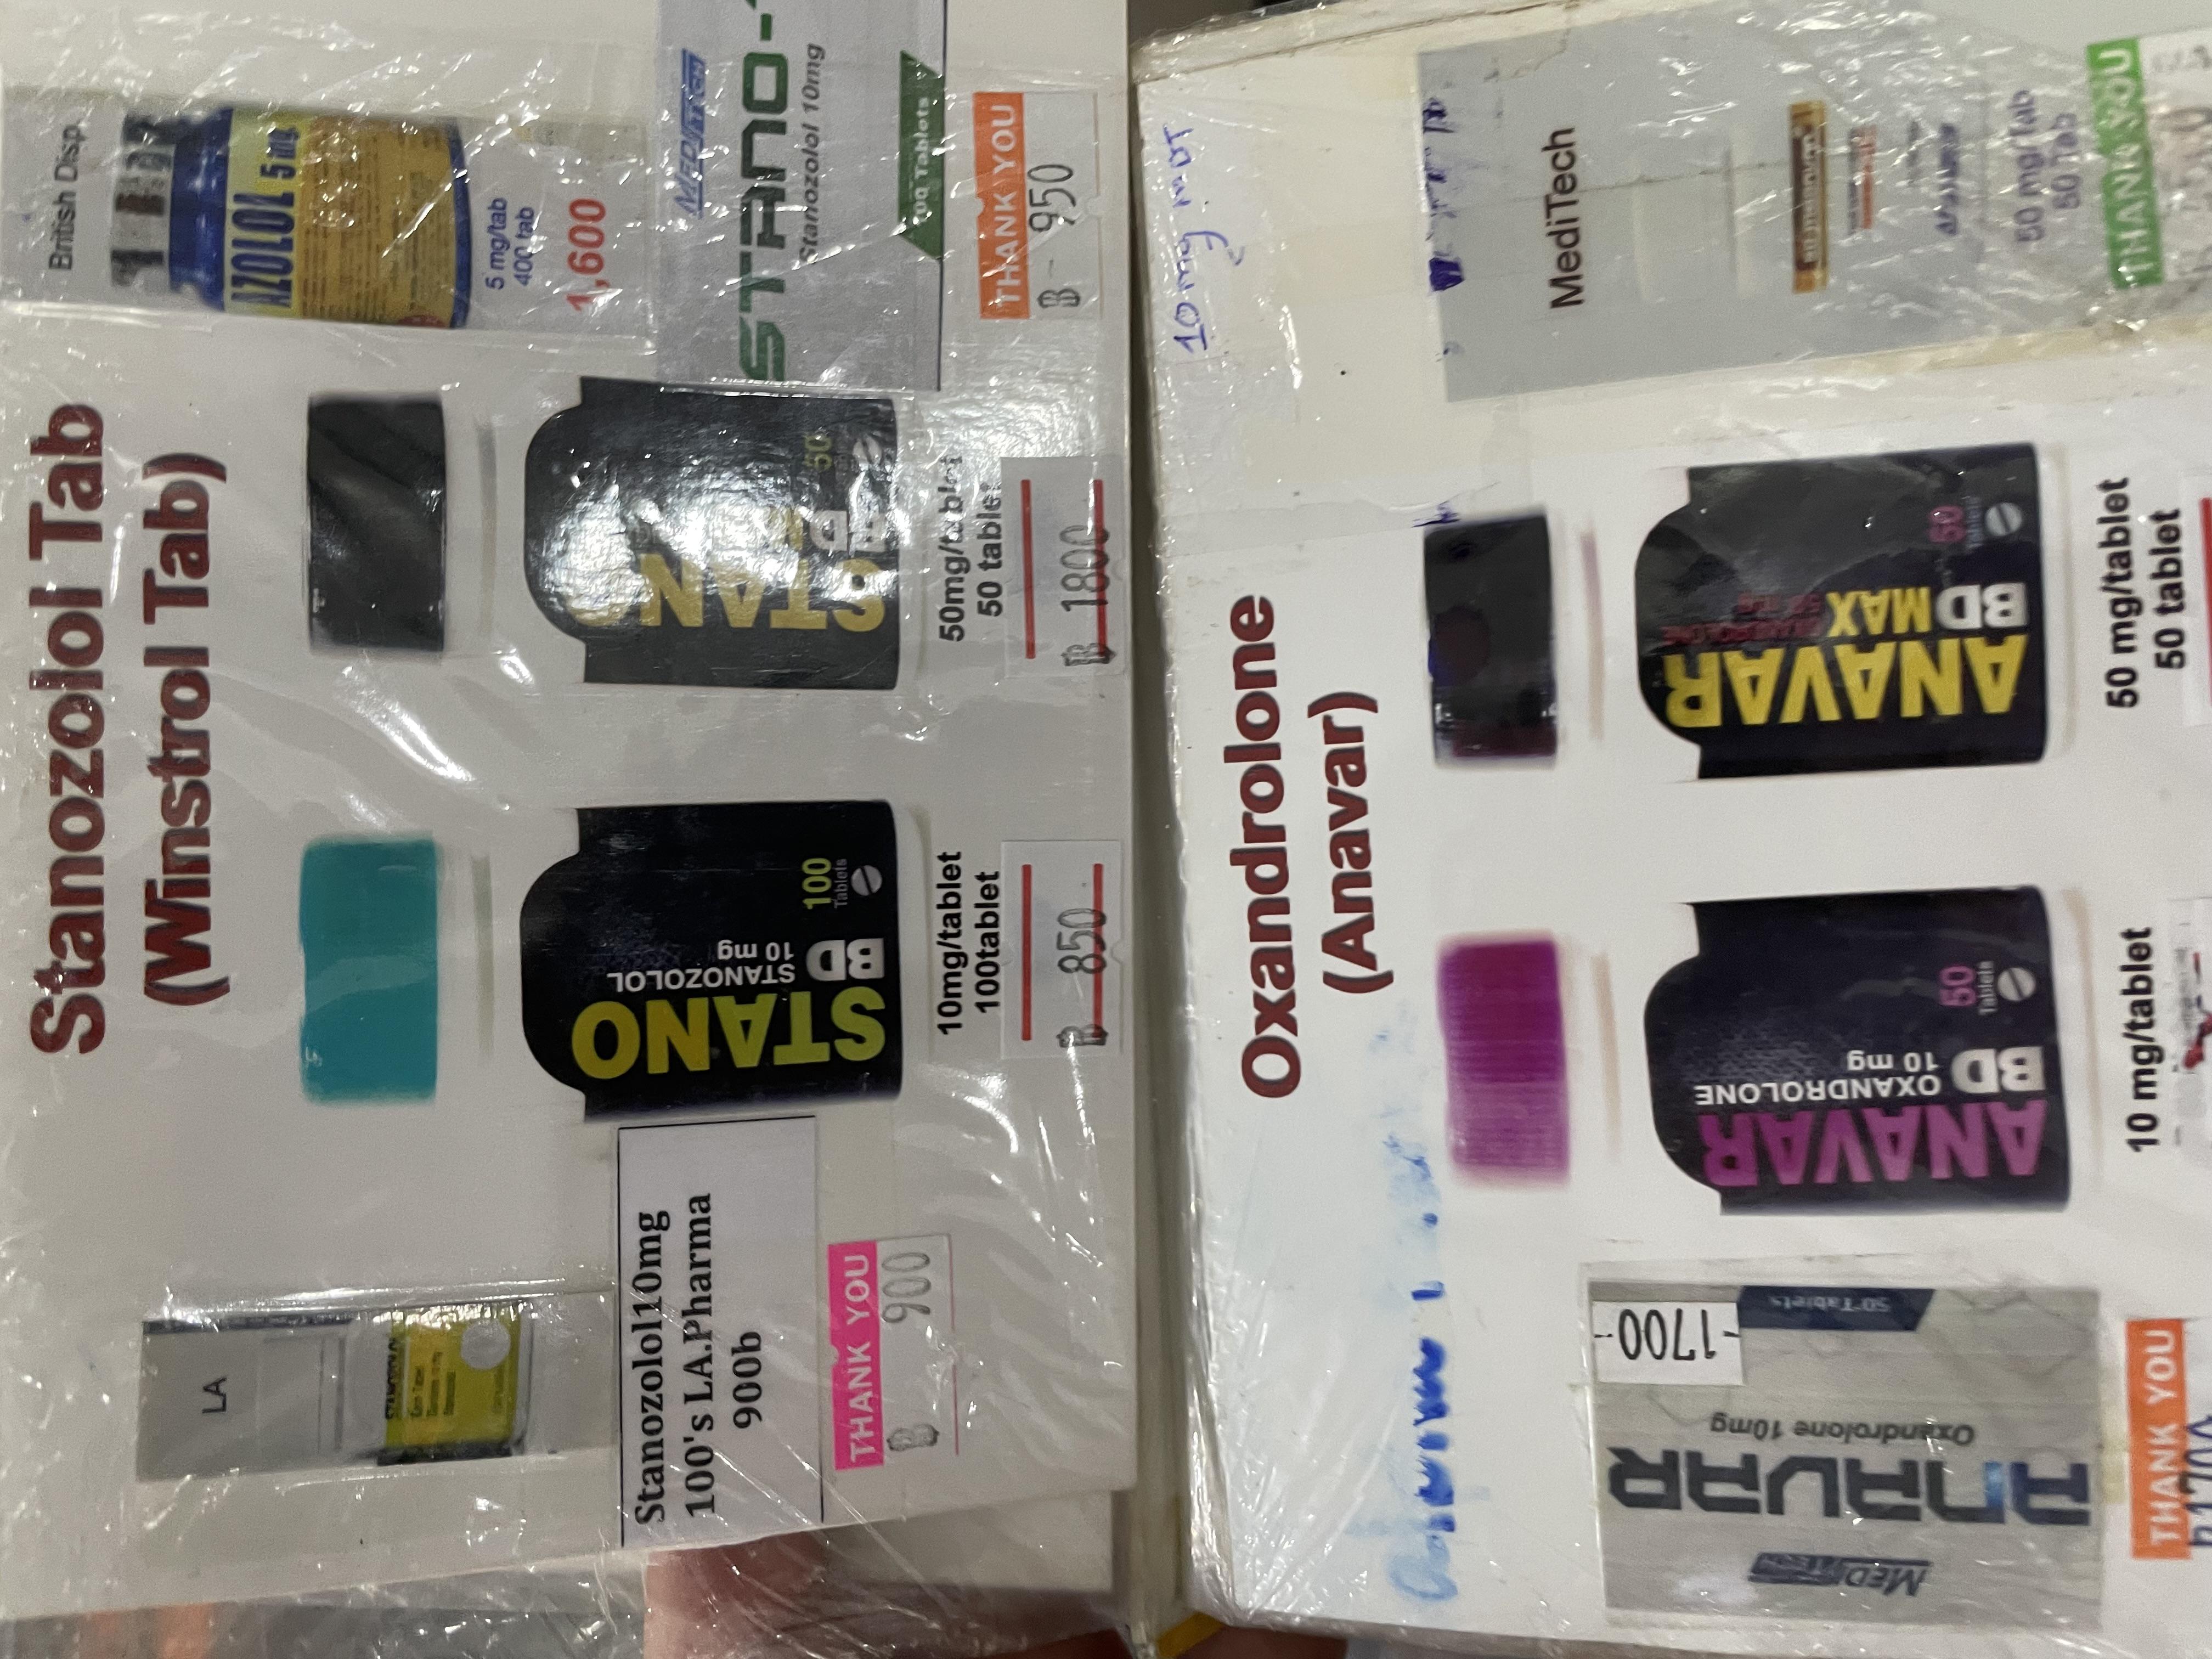 Stanozolol Tab
(Winstrol Tab)
LA
Stanozolol10mg
100's LA.Pharma
900b
THANK YOU
฿ 900
STANO
STANOZOLOL
10 mg
BD
100
Tablets
10mg/tablet
100tablet
฿ 850
STAN
BD
50
50mg/tablet
50 tablet
฿ 1800
British Disp
AZOLOL 5 mg
5 mg/tab
400 tab
1,600
MEDITECH
STANO-
Stanozolol 10mg
100 Tablets
THANK YOU
฿ - 950
Oxandrolone
(Anavar)
MEDITECH
ANAVAR
Oxandrolone 10mg
50 Tablets
-1700-
THANK YOU
ANAVAR
OXANDROLONE
10 mg
BD
50
Tablets
10 mg/tablet
ANAVAR
MAX
BD
50
50 mg/tablet
50 tablet
10 mg
MediTech
50 mg/Tab
50 Tab
THANK YOU